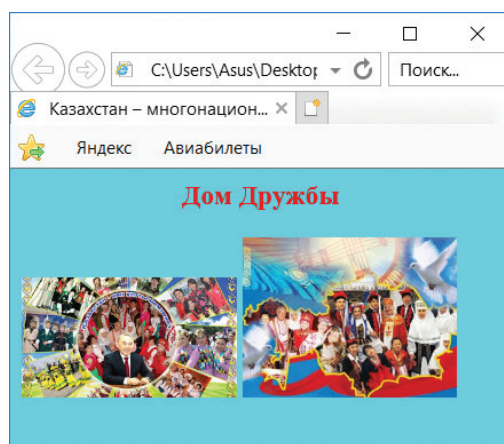 C:\Users\Asus\Desktop
Поиск...
Казахстан – многонацион...
Яндекс
Авиабилеты
Дом Дружбы